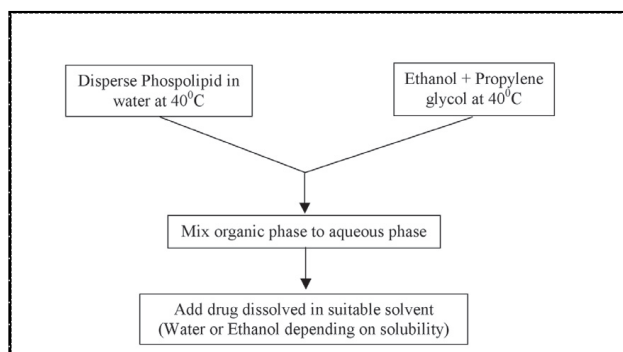 Disperse Phospolipid in
water at 40⁰C
Ethanol + Propylene
glycol at 40⁰C
Mix organic phase to aqueous phase
Add drug dissolved in suitable solvent
(Water or Ethanol depending on solubility)